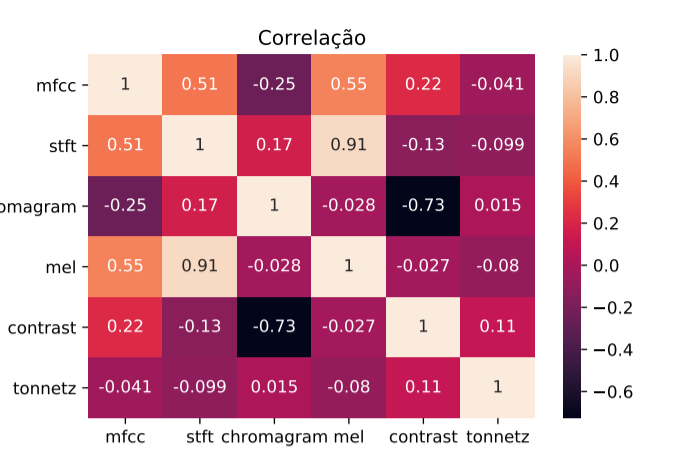 Correlação
mfcc 1 0.51 -0.25 0.55 0.22 -0.041
stft 0.51 1 0.17 0.91 -0.13 -0.099
omagram -0.25 0.17 1 -0.028 -0.73 0.015
mel 0.55 0.91 -0.028 1 -0.027 -0.08
contrast 0.22 -0.13 -0.73 -0.027 1 0.11
tonnetz -0.041 -0.099 0.015 -0.08 0.11 1
mfcc stft chromagram mel contrast tonnetz
1.0
0.8
0.6
0.4
0.2
0.0
−0.2
−0.4
−0.6